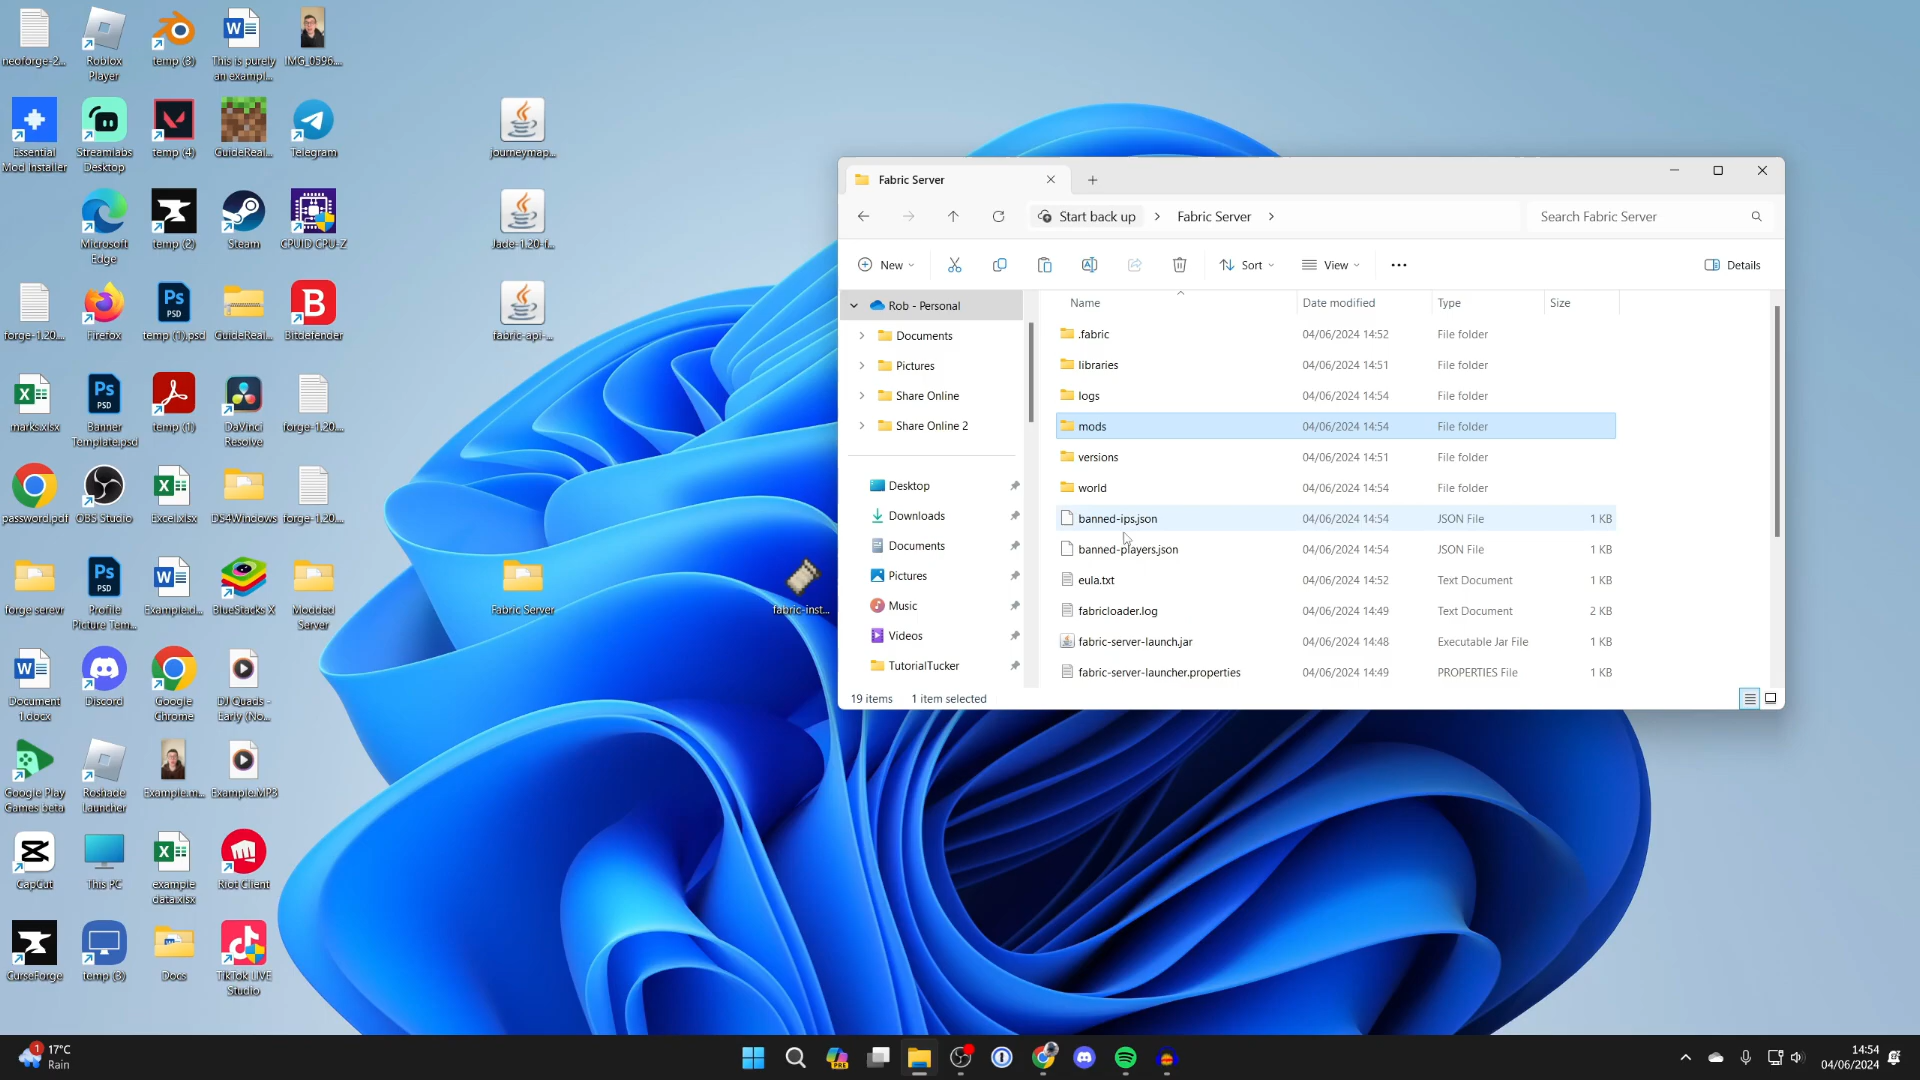 neoforge-2...
Roblox
Player
temp (3)
This is purely
an exampl...
IMG_0596....
Essential
Mod Installer
Streamlabs
Desktop
temp (4)
GuideReal...
Telegram
Microsoft
Edge
temp (2)
Steam
CPUID CPU-Z
forge-1.20....
Firefox
temp (1).psd
GuideReal...
Bitdefender
marks.xlsx
Banner
Template.psd
temp (1)
DaVinci
Resolve
forge-1.20....
password.pdf
OBS Studio
Excel.xlsx
DS4Windows
forge-1.20....
forge serevr
Profile
Picture Tem...
Example.d...
BlueStacks X
Modded
Server
Document
1.docx
Discord
Google
Chrome
DJ Quads -
Early (No...
Google Play
Games beta
Roshade
Launcher
Example.m...
Example.MP3
CapCut
This PC
example
data.xlsx
Riot Client
CurseForge
temp (3)
Docs
TikTok LIVE
Studio
journeymap...
Jade-1.20-f...
fabric-api-...
Fabric Server
fabric-inst...
Fabric Server
Start back up
Fabric Server
Search Fabric Server
New
Sort
View
Details
Rob - Personal
Documents
Pictures
Share Online
Share Online 2
Desktop
Downloads
Documents
Pictures
Music
Videos
TutorialTucker
Name Date modified Type Size
.fabric 04/06/2024 14:52 File folder
libraries 04/06/2024 14:51 File folder
logs 04/06/2024 14:54 File folder
mods 04/06/2024 14:54 File folder
versions 04/06/2024 14:51 File folder
world 04/06/2024 14:54 File folder
banned-ips.json 04/06/2024 14:54 JSON File 1 KB
banned-players.json 04/06/2024 14:54 JSON File 1 KB
eula.txt 04/06/2024 14:52 Text Document 1 KB
fabricloader.log 04/06/2024 14:49 Text Document 2 KB
fabric-server-launch.jar 04/06/2024 14:48 Executable Jar File 1 KB
fabric-server-launcher.properties 04/06/2024 14:49 PROPERTIES File 1 KB
19 items 1 item selected
1
17°C
Rain
PRE
14:54
04/06/2024